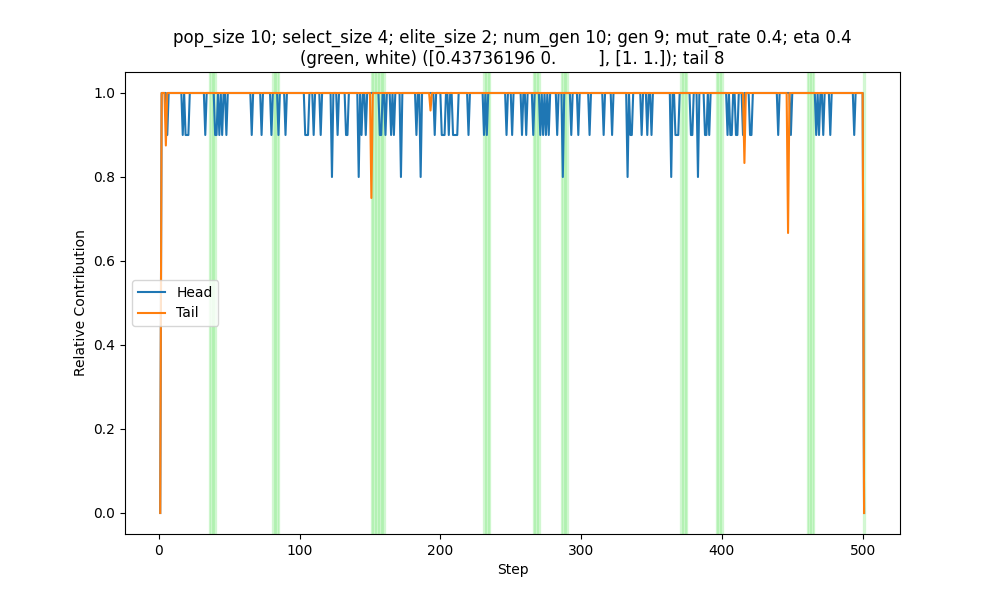 pop_size 10; select_size 4; elite_size 2; num_gen 10; gen 9; mut_rate 0.4; eta 0.4
(green, white) ([0.43736196 0.        ], [1. 1.]); tail 8
1.0
0.8
0.6
0.4
0.2
0.0
Relative Contribution
Head
Tail
0
100
200
300
400
500
Step